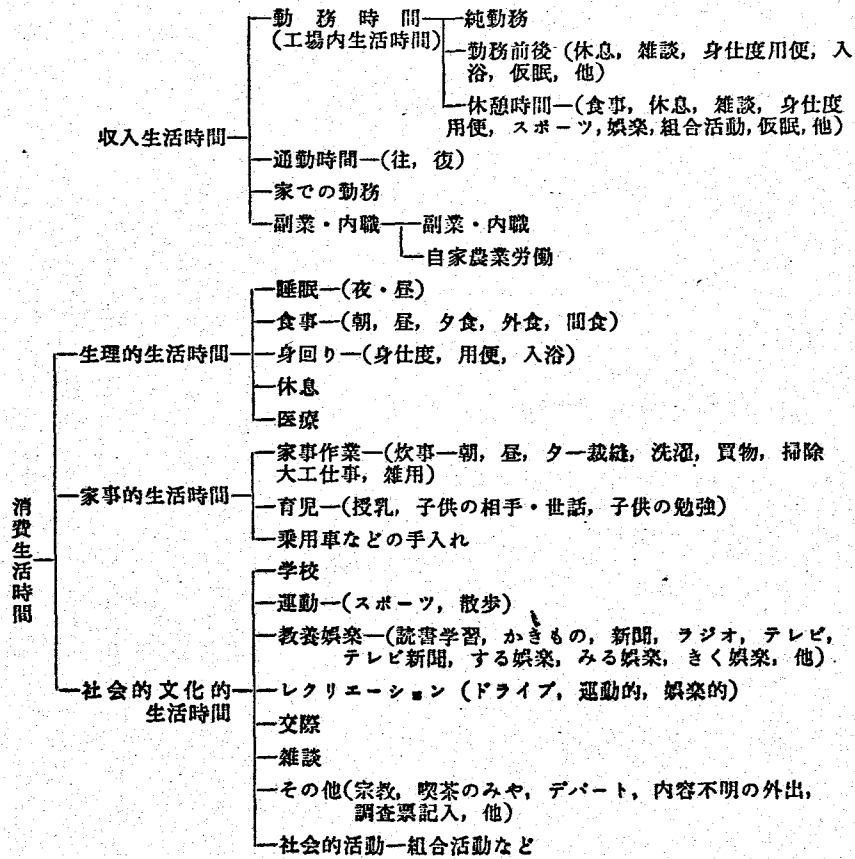 勤務時間
(工場内生活時間)
純勤務
勤務前後 (休息, 雑談, 身仕度用便, 入
浴, 仮眠, 他)
休憩時間―(食事, 休息, 雑談, 身仕度
用便, スポーツ, 娯楽, 組合活動, 仮眠, 他)
収入生活時間
通勤時間―(往, 復)
家での勤務
副業・内職
副業・内職
自家農業労働
消費生活時間
生理的生活時間
睡眠―(夜・昼)
食事―(朝, 昼, 夕食, 外食, 間食)
身回り―(身仕度, 用便, 入浴)
休息
医療
家事的生活時間
家事作業―(炊事―朝, 昼, 夕―裁縫, 洗濯, 買物, 掃除
大工仕事, 雑用)
育児―(授乳, 子供の相手・世話, 子供の勉強)
乗用車などの手入れ
社会的文化的
生活時間
学校
運動―(スポーツ, 散歩)
教養娯楽―(読書学習, かきもの, 新聞, ラジオ, テレビ,
テレビ新聞, する娯楽, みる娯楽, きく娯楽, 他)
レクリエーション (ドライブ, 運動的, 娯楽的)
交際
雑談
その他(宗教, 喫茶のみや, デパート, 内容不明の外出,
調査票記入, 他)
社会的活動―組合活動など